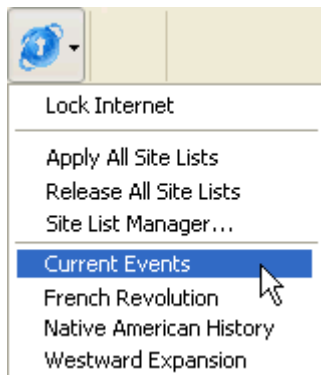 Lock Internet
Apply All Site Lists
Release All Site Lists
Site List Manager...
Current Events
French Revolution
Native American History
Westward Expansion